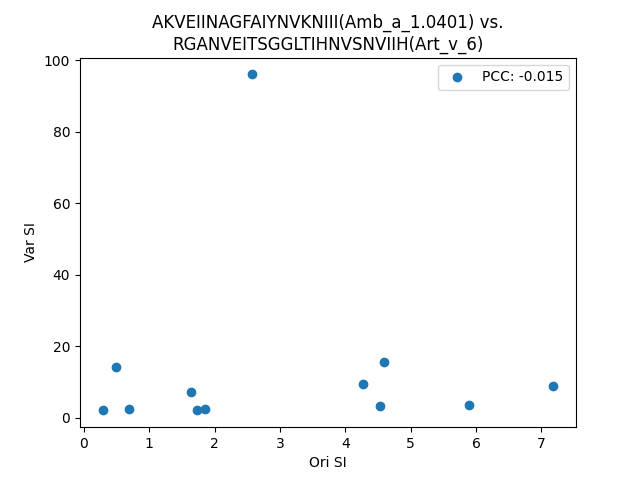 AKVEIINAGFAIYNVKNIII(Amb_a_1.0401) vs.
RGANVEITSGGLTIHNVSNVIIH(Art_v_6)
PCC: -0.015
100
80
60
40
20
0
Var SI
0 1 2 3 4 5 6 7
Ori SI